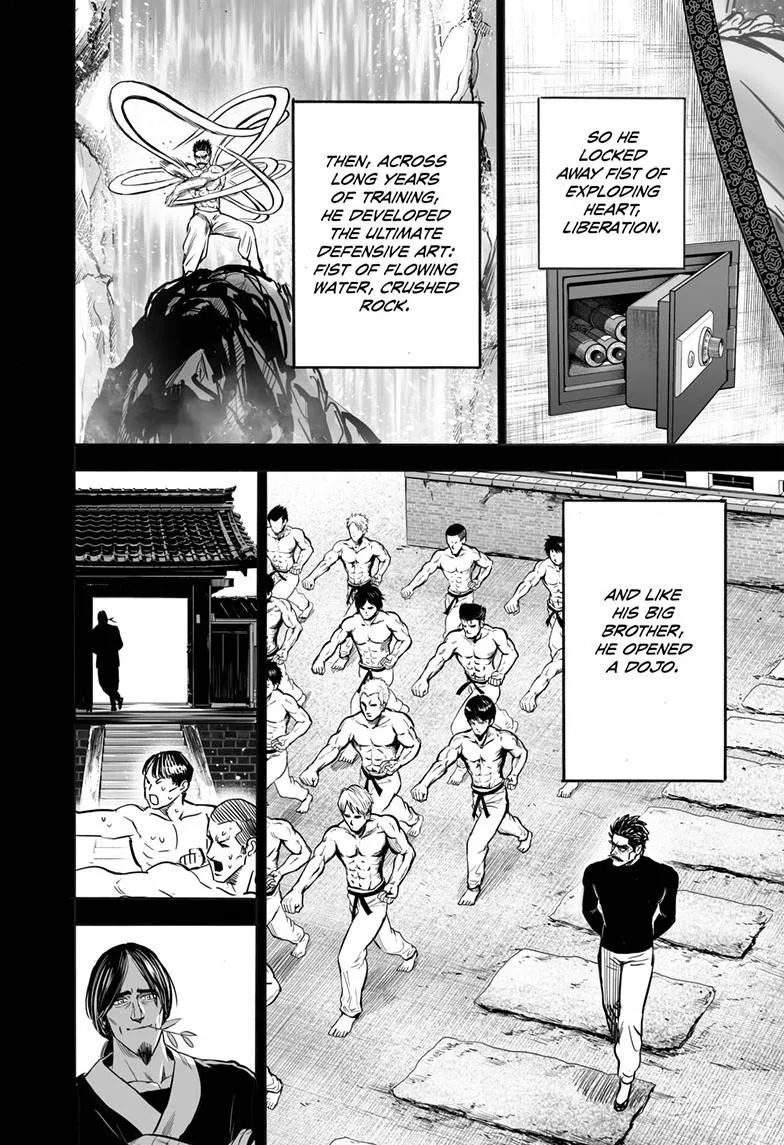 SO HE
LOCKED
AWAY FIST OF
EXPLODING
HEART,
LIBERATION.
THEN, ACROSS
LONG YEARS
OF TRAINING,
HE DEVELOPED
THE ULTIMATE
DEFENSIVE ART:
FIST OF FLOWING
WATER, CRUSHED
ROCK.
AND LIKE
HIS BIG
BROTHER,
HE OPENED
A DOJO.